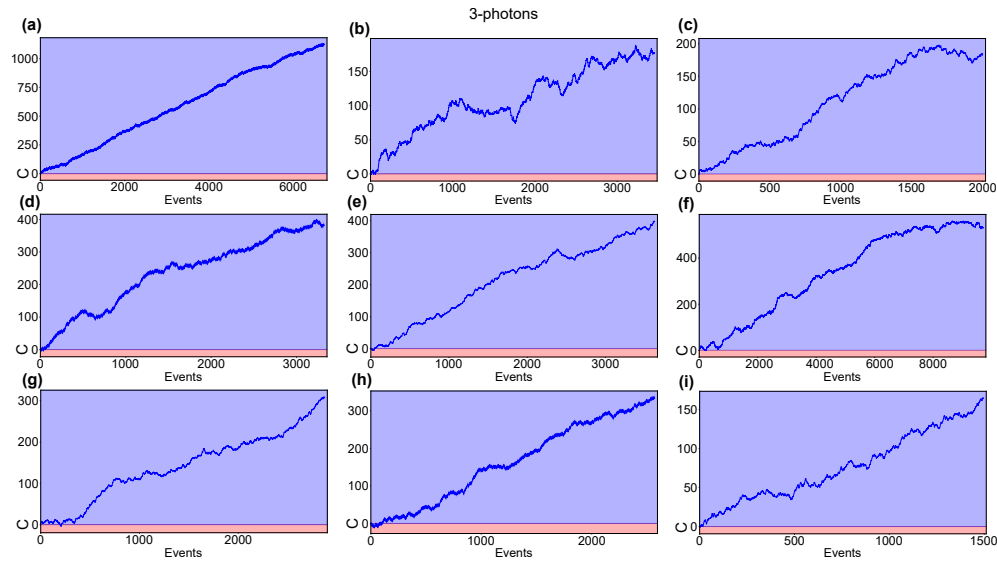 3-photons
(a)
1000
750
500
250
0
C
0
2000
4000
6000
Events
(b)
150
100
50
0
C
0
1000
2000
3000
Events
(c)
200
150
100
50
0
C
0
500
1000
1500
2000
Events
(d)
400
300
200
100
0
C
0
1000
2000
3000
Events
(e)
400
300
200
100
0
C
0
1000
2000
3000
Events
(f)
400
200
0
C
0
2000
4000
6000
8000
Events
(g)
300
200
100
0
C
0
1000
2000
Events
(h)
300
200
100
0
C
0
1000
2000
Events
(i)
150
100
50
0
C
0
500
1000
1500
Events